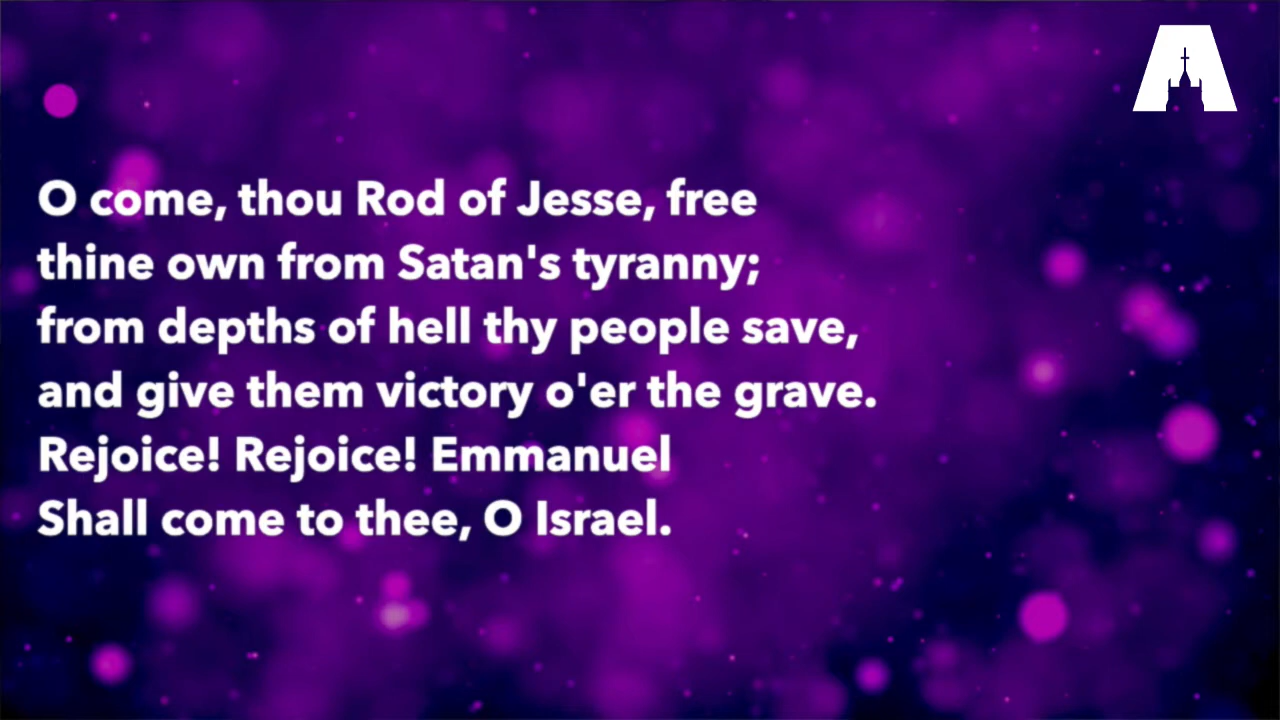 O come, thou Rod of Jesse, free
thine own from Satan's tyranny;
from depths of hell thy people save,
and give them victory o'er the grave.
Rejoice! Rejoice! Emmanuel
Shall come to thee, O Israel.